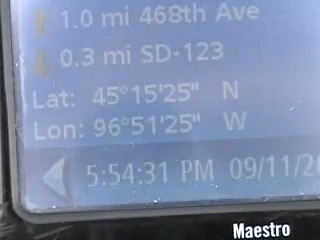 1.0 mi 468th Ave
0.3 mi SD-123
Lat: 45°15'25" N
Lon: 96°51'25" W
5:54:31 PM 09/11/20
Maestro